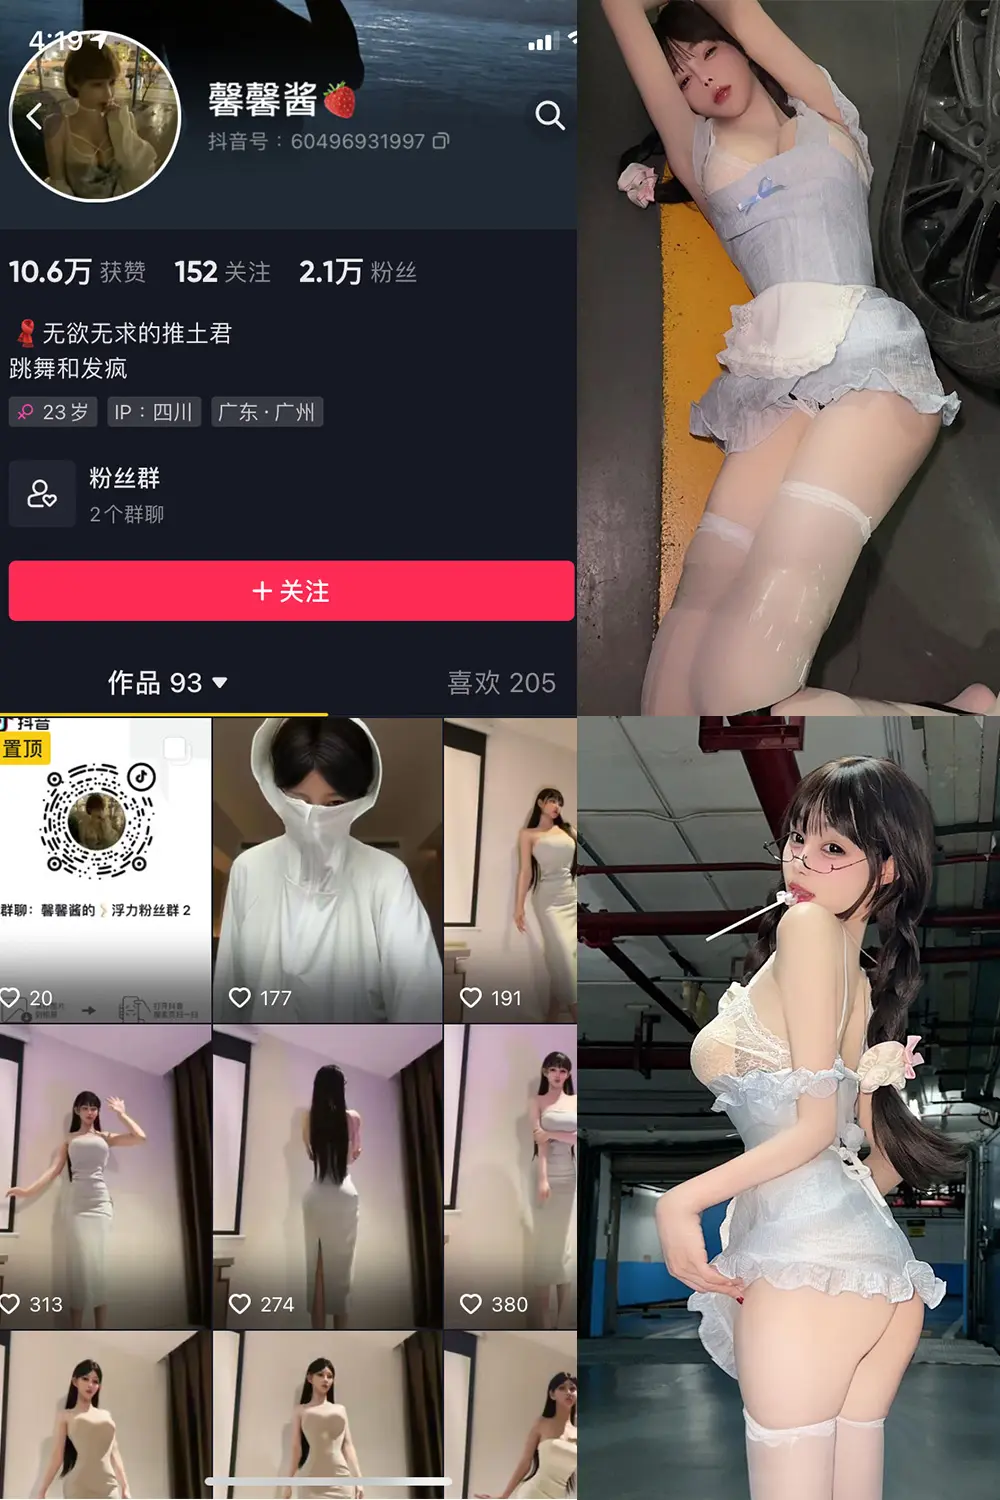 4:19
馨馨酱🍓
抖音号：60496931997
10.6万 获赞 152 关注 2.1万 粉丝
无欲无求的推土君
跳舞和发疯
23岁 IP：四川 广东·广州
粉丝群
2个群聊
+ 关注
作品 93 喜欢 205
抖音
置顶
群聊：馨馨酱的 浮力粉丝群 2
20 177 191
313 274 380